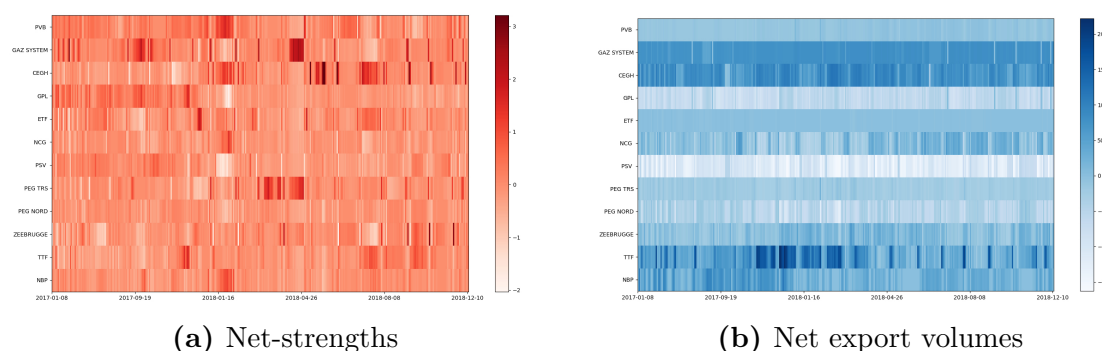 PVB
GAZ SYSTEM
CEGH
GPL
ETF
NCG
PSV
PEG TRS
PEG NORD
ZEEBRUGGE
TTF
NBP
2017-01-08 2017-09-19 2018-01-16 2018-04-26 2018-08-08 2018-12-10
3
2
1
0
−1
−2
(a) Net-strengths
PVB
GAZ SYSTEM
CEGH
GPL
ETF
NCG
PSV
PEG TRS
PEG NORD
ZEEBRUGGE
TTF
NBP
2017-01-08 2017-09-19 2018-01-16 2018-04-26 2018-08-08 2018-12-10
(b) Net export volumes